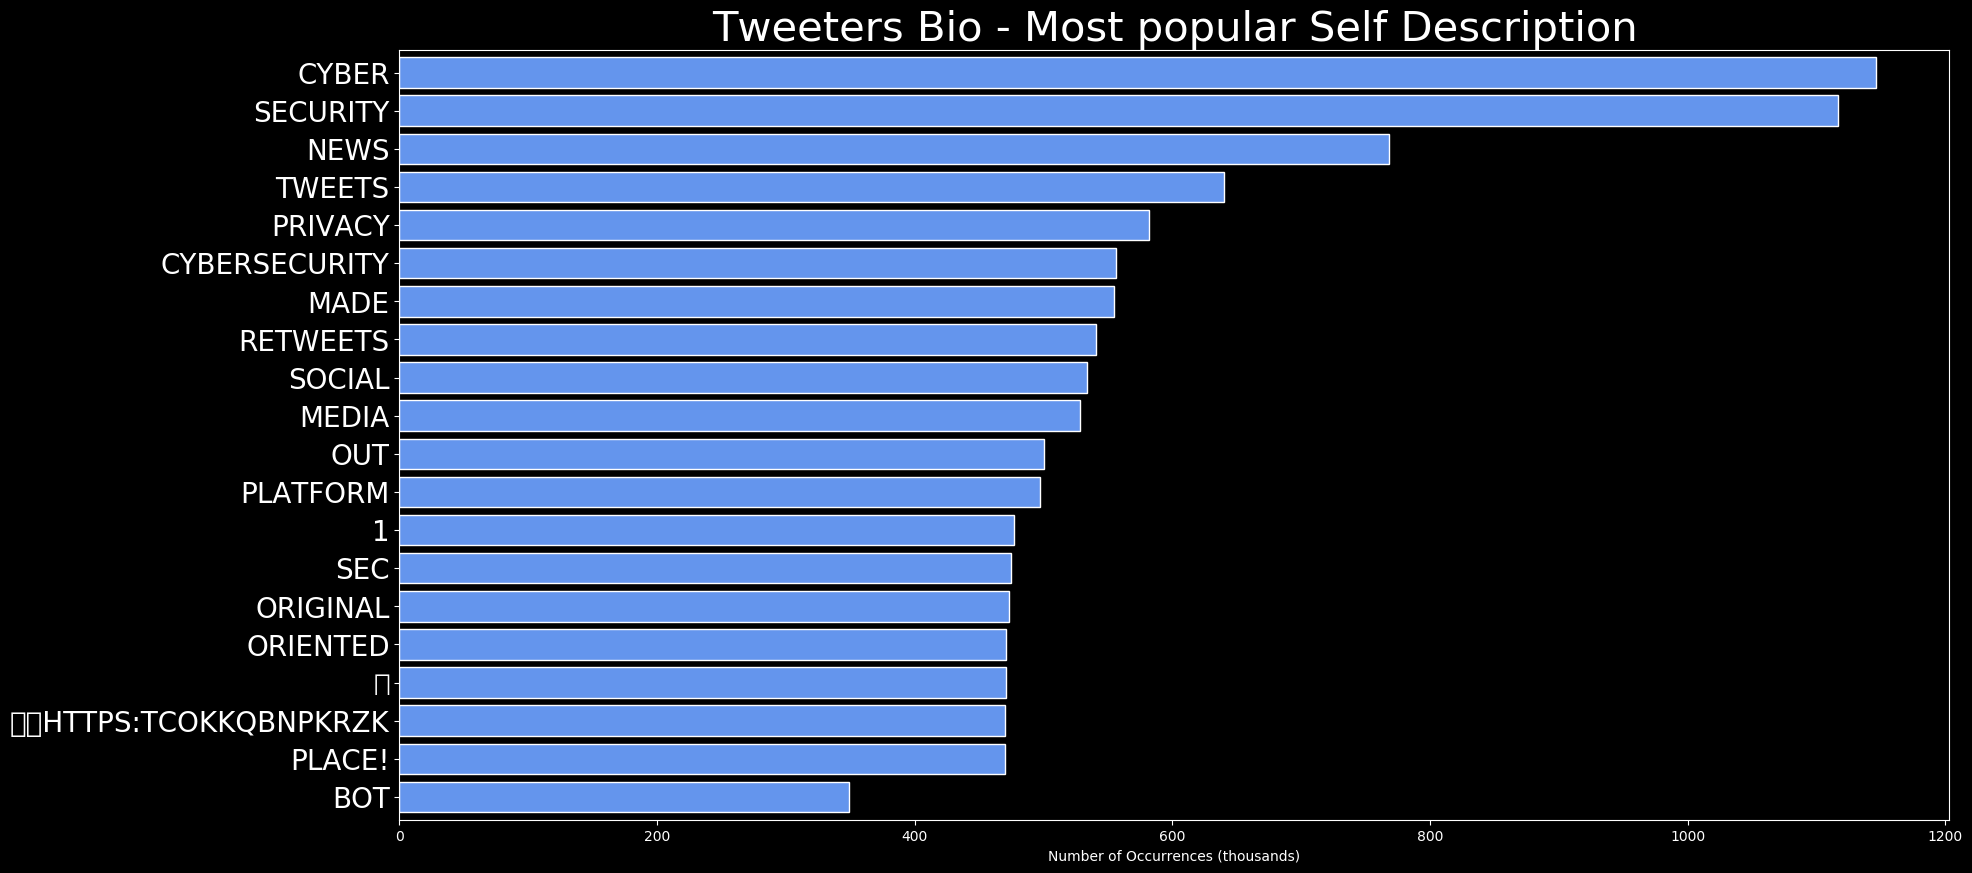 Tweeters Bio - Most popular Self Description
CYBER
SECURITY
NEWS
TWEETS
PRIVACY
CYBERSECURITY
MADE
RETWEETS
SOCIAL
MEDIA
OUT
PLATFORM
1
SEC
ORIGINAL
ORIENTED
HTTPS:TCOKKQBNPKRZK
PLACE!
BOT
0 200 400 600 800 1000 1200
Number of Occurrences (thousands)